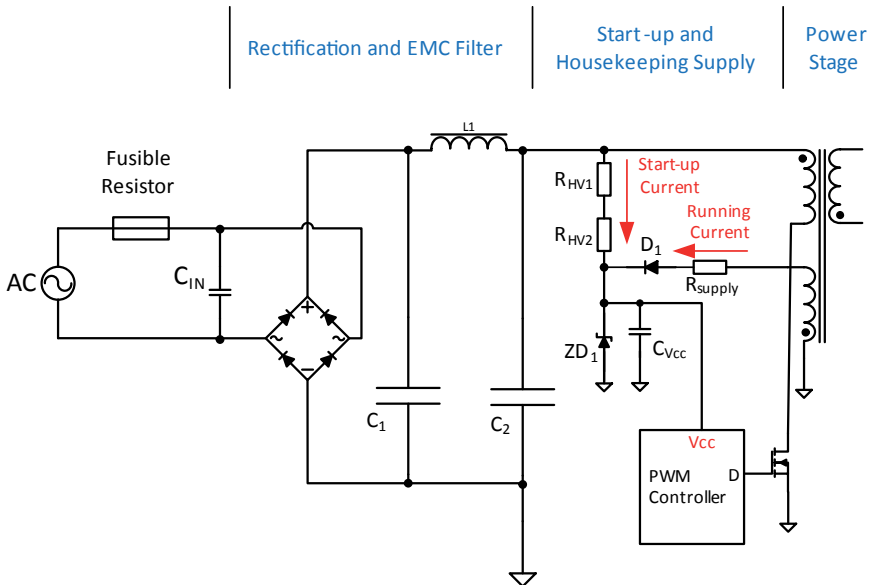 Rectification and EMC Filter
Start-up and
Housekeeping Supply
Power
Stage
L1
Fusible
Resistor
RHV1
Start-up
Current
Running
Current
RHV2
D1
AC
CIN
Rsupply
+
~
~
−
ZD1
CVcc
C1
C2
Vcc
PWM
Controller
D